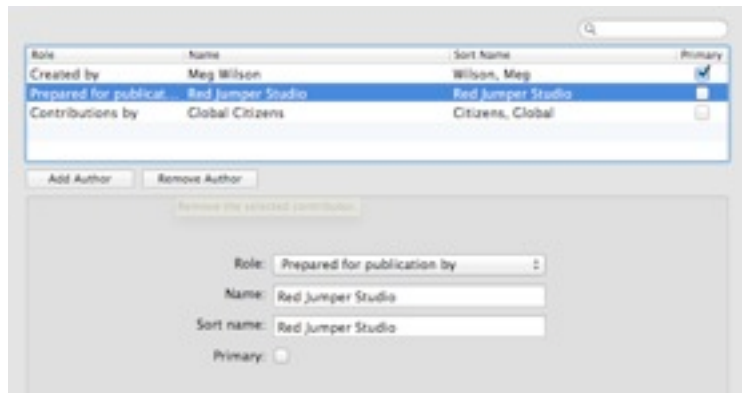 Role Name Sort Name Primary
Created by Meg Wilson Wilson, Meg
Prepared for publicat... Red Jumper Studio Red Jumper Studio
Contributions by Global Citizens Citizens, Global
Add Author Remove Author
Remove the selected contributor.
Role: Prepared for publication by
Name: Red Jumper Studio
Sort name: Red Jumper Studio
Primary: